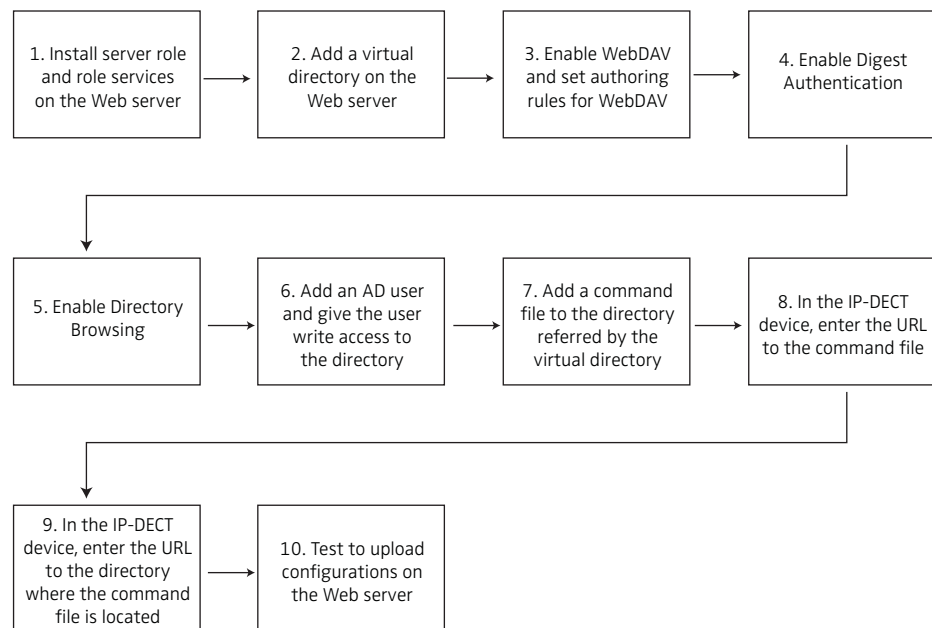 1. Install server role
and role services
on the Web server
2. Add a virtual
directory on the
Web server
3. Enable WebDAV
and set authoring
rules for WebDAV
4. Enable Digest
Authentication
5. Enable Directory
Browsing
6. Add an AD user
and give the user
write access to
the directory
7. Add a command
file to the directory
referred by the
virtual directory
8. In the IP-DECT
device, enter the URL
to the command file
9. In the IP-DECT
device, enter the URL
to the directory
where the command
file is located
10. Test to upload
configurations on
the Web server